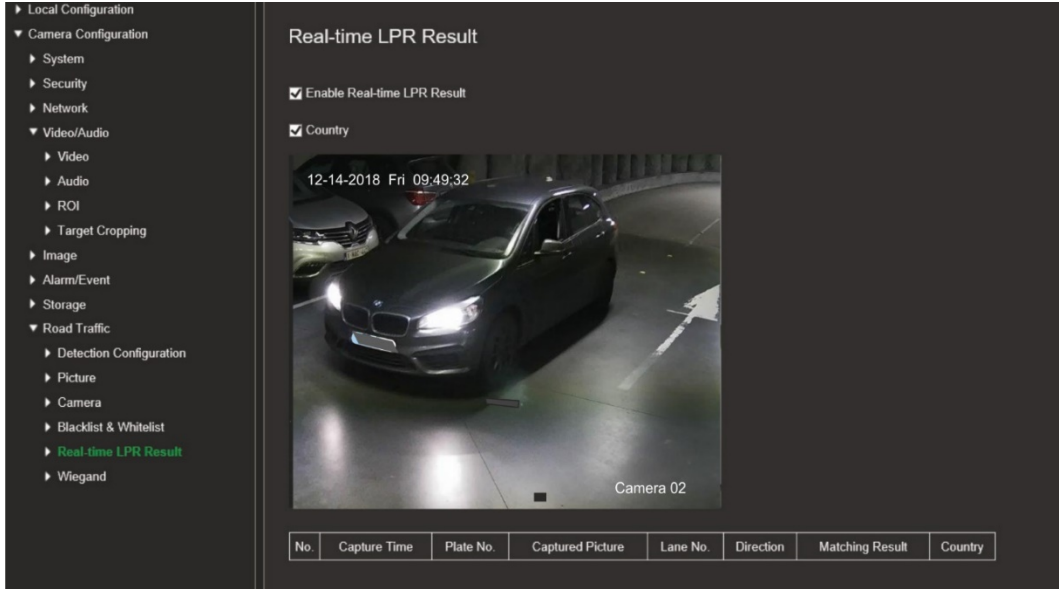 Local Configuration
Camera Configuration
System
Security
Network
Video/Audio
Video
Audio
ROI
Target Cropping
Image
Alarm/Event
Storage
Road Traffic
Detection Configuration
Picture
Camera
Blacklist & Whitelist
Real-time LPR Result
Wiegand
Real-time LPR Result
Enable Real-time LPR Result
Country
12-14-2018 Fri 09:49:32
Camera 02
No. Capture Time Plate No. Captured Picture Lane No. Direction Matching Result Country